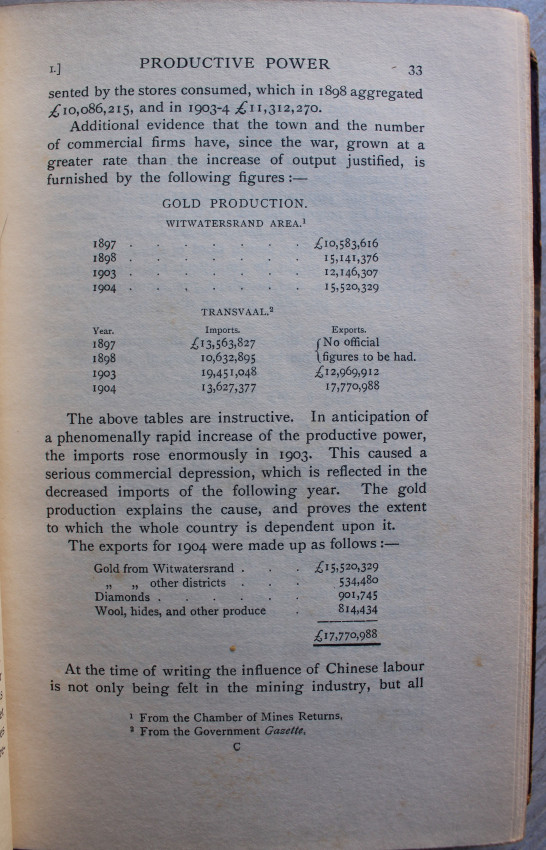 I.] PRODUCTIVE POWER 33
sented by the stores consumed, which in 1898 aggregated
£10,086,215, and in 1903-4 £11,312,270.
Additional evidence that the town and the number
of commercial firms have, since the war, grown at a
greater rate than the increase of output justified, is
furnished by the following figures :—
GOLD PRODUCTION.
WITWATERSRAND AREA.¹
1897 . . . . . . . £10,583,616
1898 . . . . . . . 15,141,376
1903 . . . . . . . 12,146,307
1904 . . . . . . . 15,520,329
TRANSVAAL.²
Year. Imports. Exports.
1897 £13,563,827 {No official
1898 10,632,895 figures to be had.
1903 19,451,048 £12,969,912
1904 13,627,377 17,770,988
The above tables are instructive. In anticipation of
a phenomenally rapid increase of the productive power,
the imports rose enormously in 1903. This caused a
serious commercial depression, which is reflected in the
decreased imports of the following year. The gold
production explains the cause, and proves the extent
to which the whole country is dependent upon it.
The exports for 1904 were made up as follows :—
Gold from Witwatersrand . . . £15,520,329
„ „ other districts . . . 534,480
Diamonds . . . . . 901,745
Wool, hides, and other produce . 814,434
£17,770,988
At the time of writing the influence of Chinese labour
is not only being felt in the mining industry, but all
¹ From the Chamber of Mines Returns.
² From the Government Gazette.
C